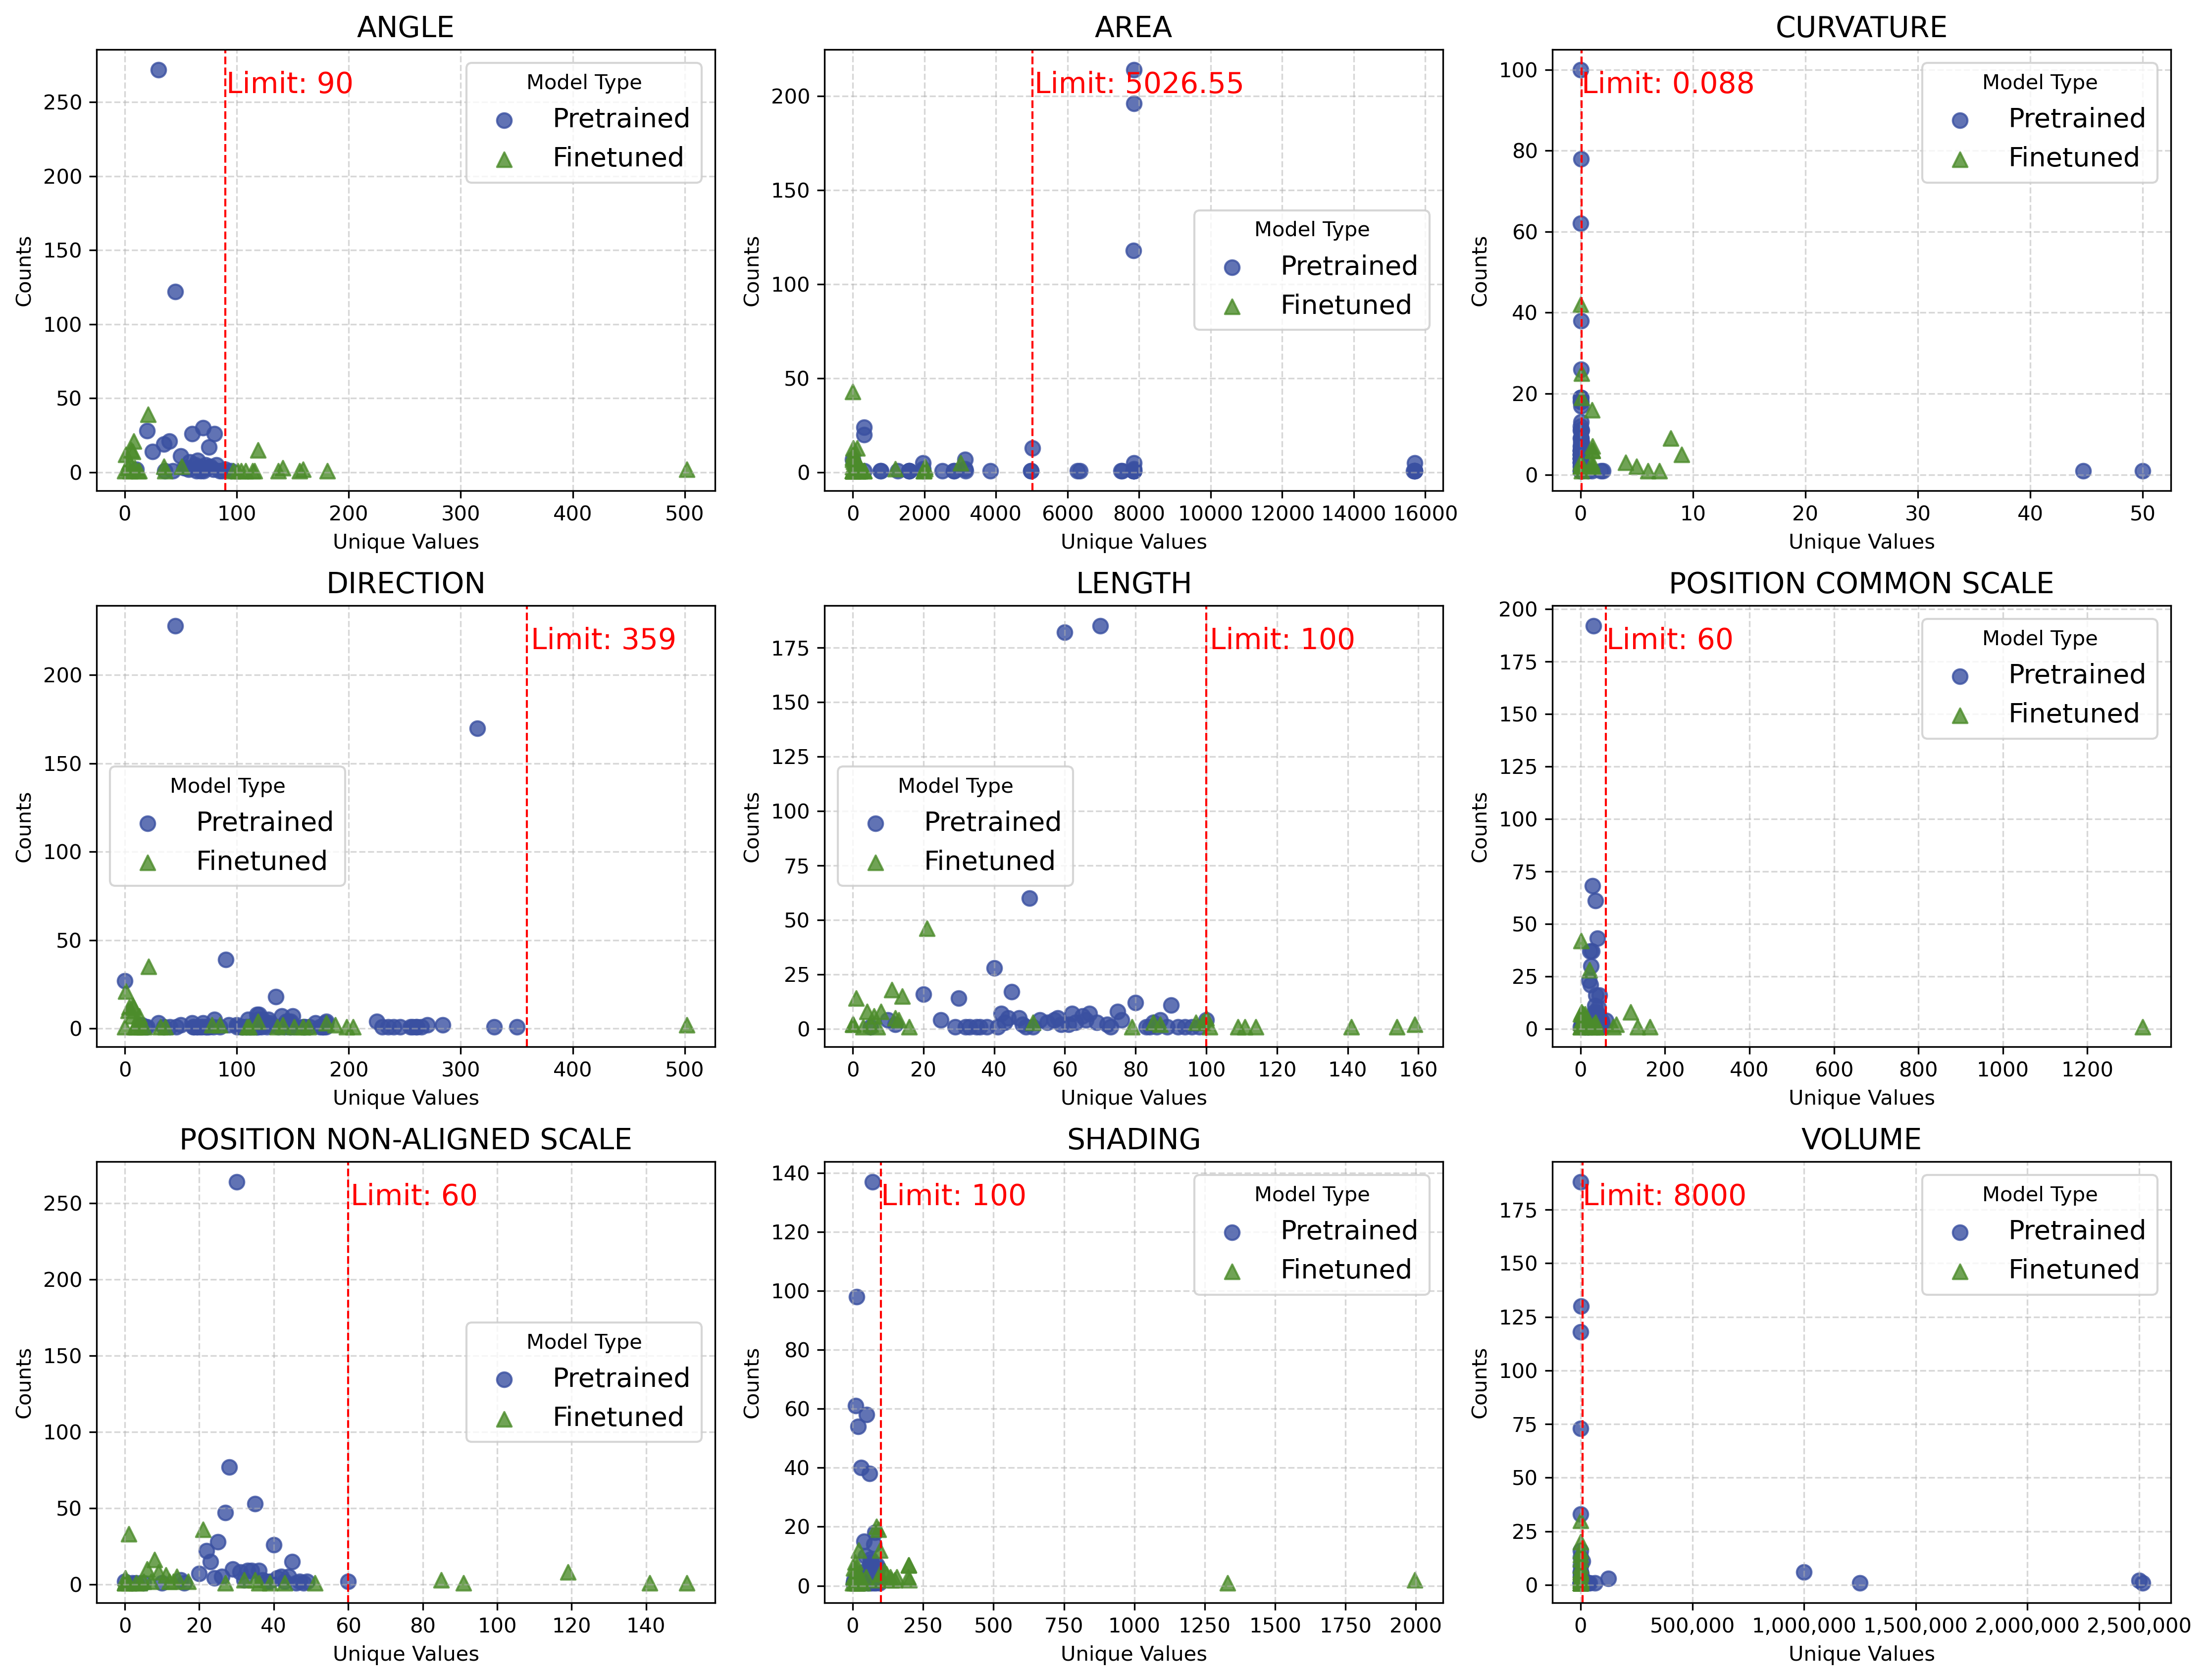 ANGLE
Limit: 90
Model Type
Pretrained
Finetuned
Counts
250
200
150
100
50
0
0 100 200 300 400 500
Unique Values
AREA
Limit: 5026.55
Model Type
Pretrained
Finetuned
Counts
200
150
100
50
0
0 2000 4000 6000 8000 10000 12000 14000 16000
Unique Values
CURVATURE
Limit: 0.088
Model Type
Pretrained
Finetuned
Counts
100
80
60
40
20
0
0 10 20 30 40 50
Unique Values
DIRECTION
Limit: 359
Model Type
Pretrained
Finetuned
Counts
200
150
100
50
0
0 100 200 300 400 500
Unique Values
LENGTH
Limit: 100
Model Type
Pretrained
Finetuned
Counts
175
150
125
100
75
50
25
0
0 20 40 60 80 100 120 140 160
Unique Values
POSITION COMMON SCALE
Limit: 60
Model Type
Pretrained
Finetuned
Counts
200
175
150
125
100
75
50
25
0
0 200 400 600 800 1000 1200
Unique Values
POSITION NON-ALIGNED SCALE
Limit: 60
Model Type
Pretrained
Finetuned
Counts
250
200
150
100
50
0
0 20 40 60 80 100 120 140
Unique Values
SHADING
Limit: 100
Model Type
Pretrained
Finetuned
Counts
140
120
100
80
60
40
20
0
0 250 500 750 1000 1250 1500 1750 2000
Unique Values
VOLUME
Limit: 8000
Model Type
Pretrained
Finetuned
Counts
175
150
125
100
75
50
25
0
0 500,000 1,000,000 1,500,000 2,000,000 2,500,000
Unique Values